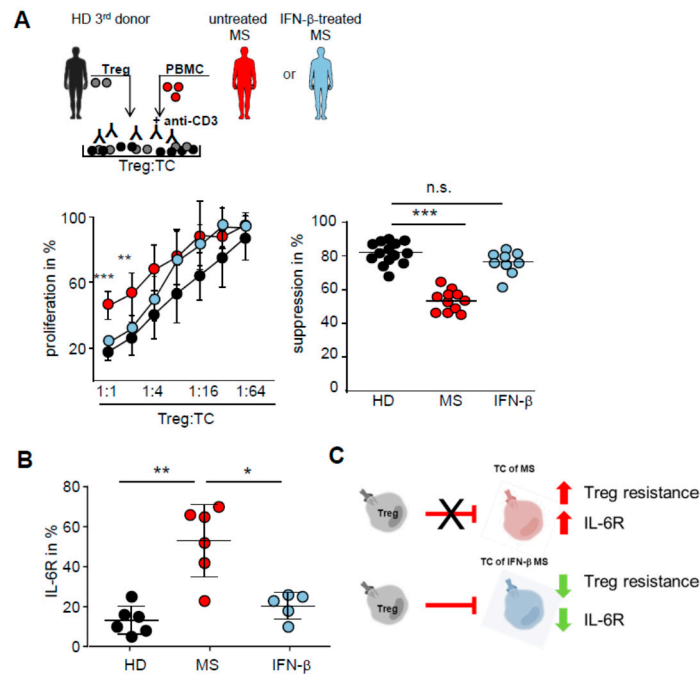 A
HD 3rd donor
untreated MS
IFN-β-treated MS
Treg
PBMC
or
+ anti-CD3
Treg:TC
proliferation in %
100
60
20
***
**
1:1 1:4 1:16 1:64
Treg:TC
suppression in %
100
80
60
40
20
0
n.s.
***
HD MS IFN-β
B
IL-6R in %
80
60
40
20
0
**
*
HD MS IFN-β
C
TC of MS
Treg
X
Treg resistance
IL-6R
TC of IFN-β MS
Treg
Treg resistance
IL-6R